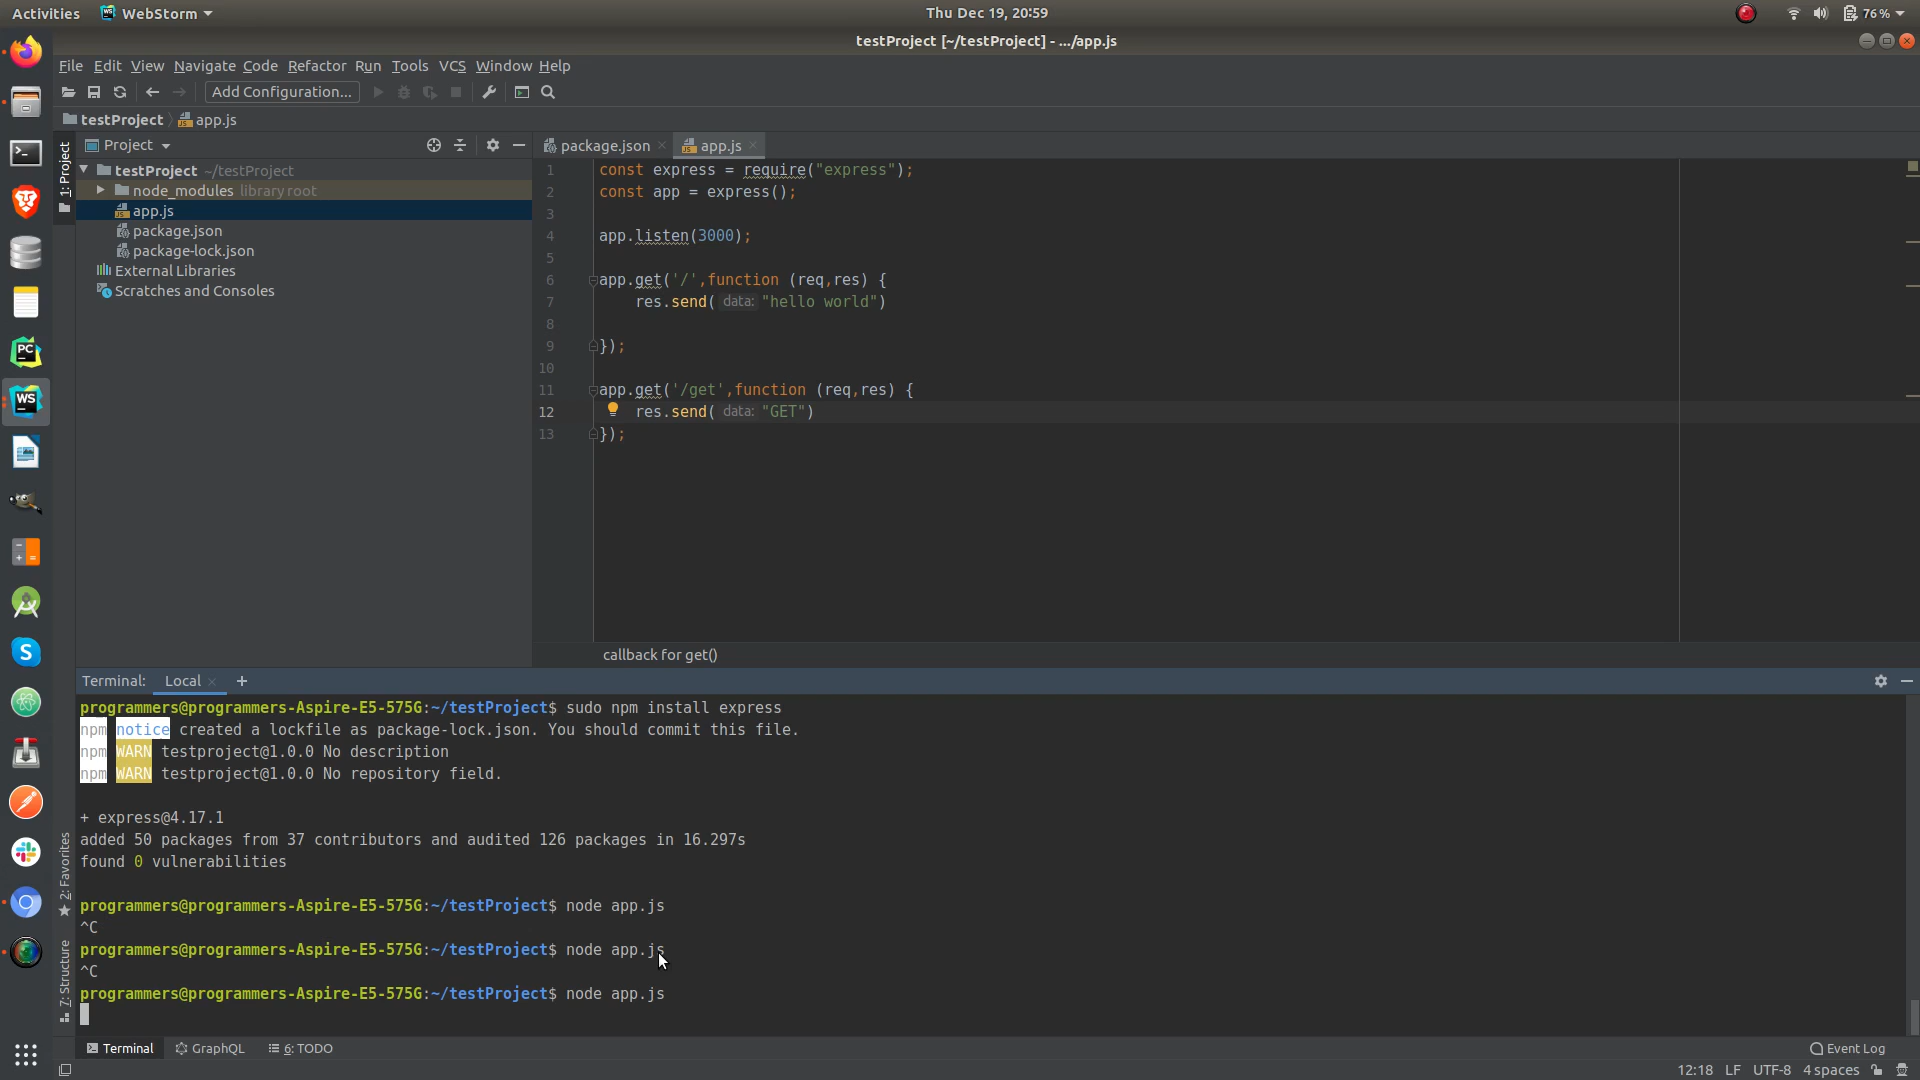 Activities WebStorm Thu Dec 19, 20:59 76%
testProject [~/testProject] - .../app.js
File Edit View Navigate Code Refactor Run Tools VCS Window Help
Add Configuration...
testProject app.js
1: Project
Project
package.json app.js
testProject ~/testProject
node_modules library root
app.js
package.json
package-lock.json
External Libraries
Scratches and Consoles
1 const express = require("express");
2 const app = express();
3
4 app.listen(3000);
5
6 app.get('/',function (req,res) {
7 res.send( data: "hello world")
8
9 });
10
11 app.get('/get',function (req,res) {
12 res.send( data: "GET")
13 });
callback for get()
PC
WS
S
Terminal: Local +
programmers@programmers-Aspire-E5-575G:~/testProject$ sudo npm install express
npm notice created a lockfile as package-lock.json. You should commit this file.
npm WARN testproject@1.0.0 No description
npm WARN testproject@1.0.0 No repository field.
+ express@4.17.1
added 50 packages from 37 contributors and audited 126 packages in 16.297s
found 0 vulnerabilities
programmers@programmers-Aspire-E5-575G:~/testProject$ node app.js
^C
programmers@programmers-Aspire-E5-575G:~/testProject$ node app.js
^C
programmers@programmers-Aspire-E5-575G:~/testProject$ node app.js
2: Favorites
7: Structure
Terminal GraphQL 6: TODO Event Log
12:18 LF UTF-8 4 spaces